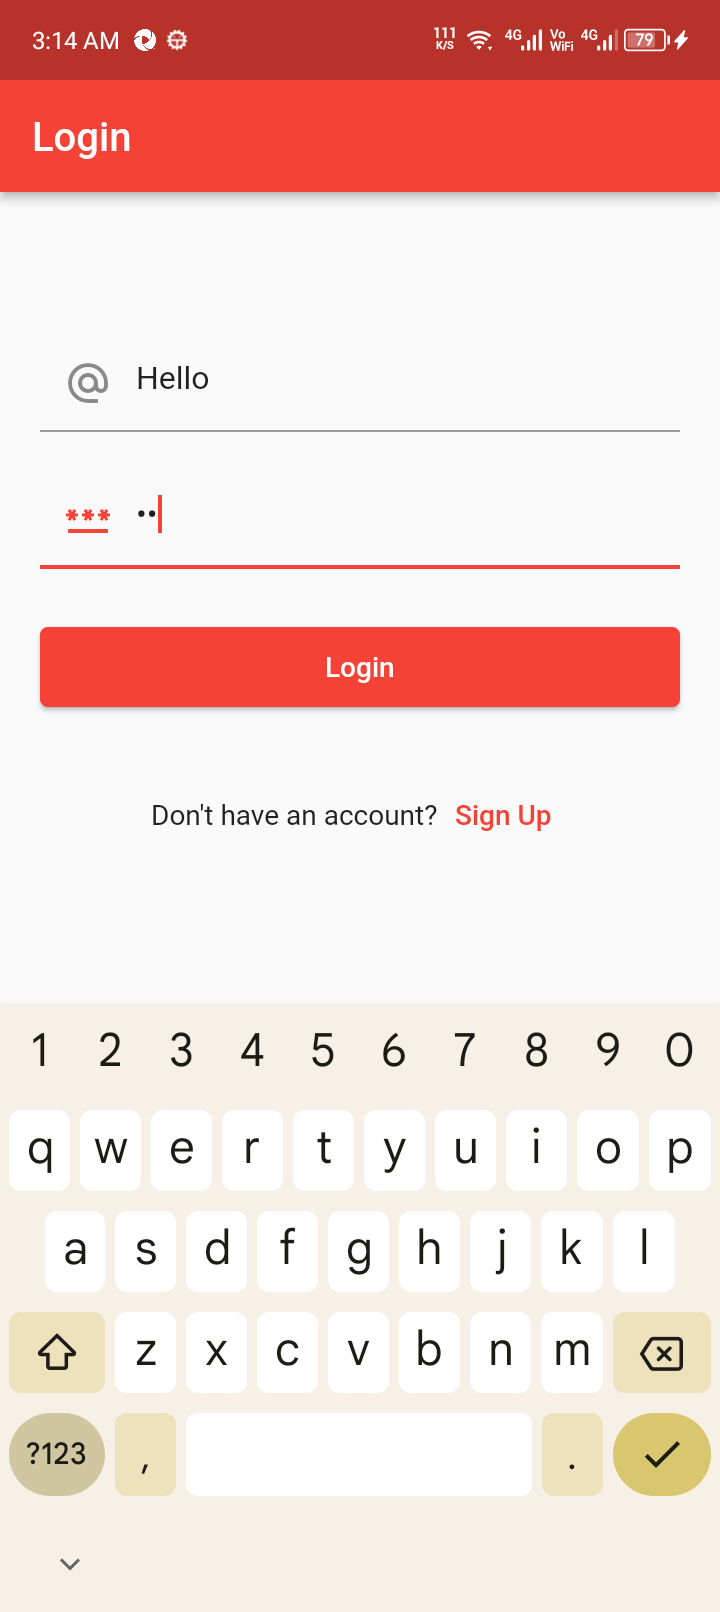 3:14 AM 111 K/S 4G Vo WiFi 4G 79
Login
Hello
***
••
Login
Don't have an account? Sign Up
1 2 3 4 5 6 7 8 9 0
q w e r t y u i o p
a s d f g h j k l
z x c v b n m
?123 , .